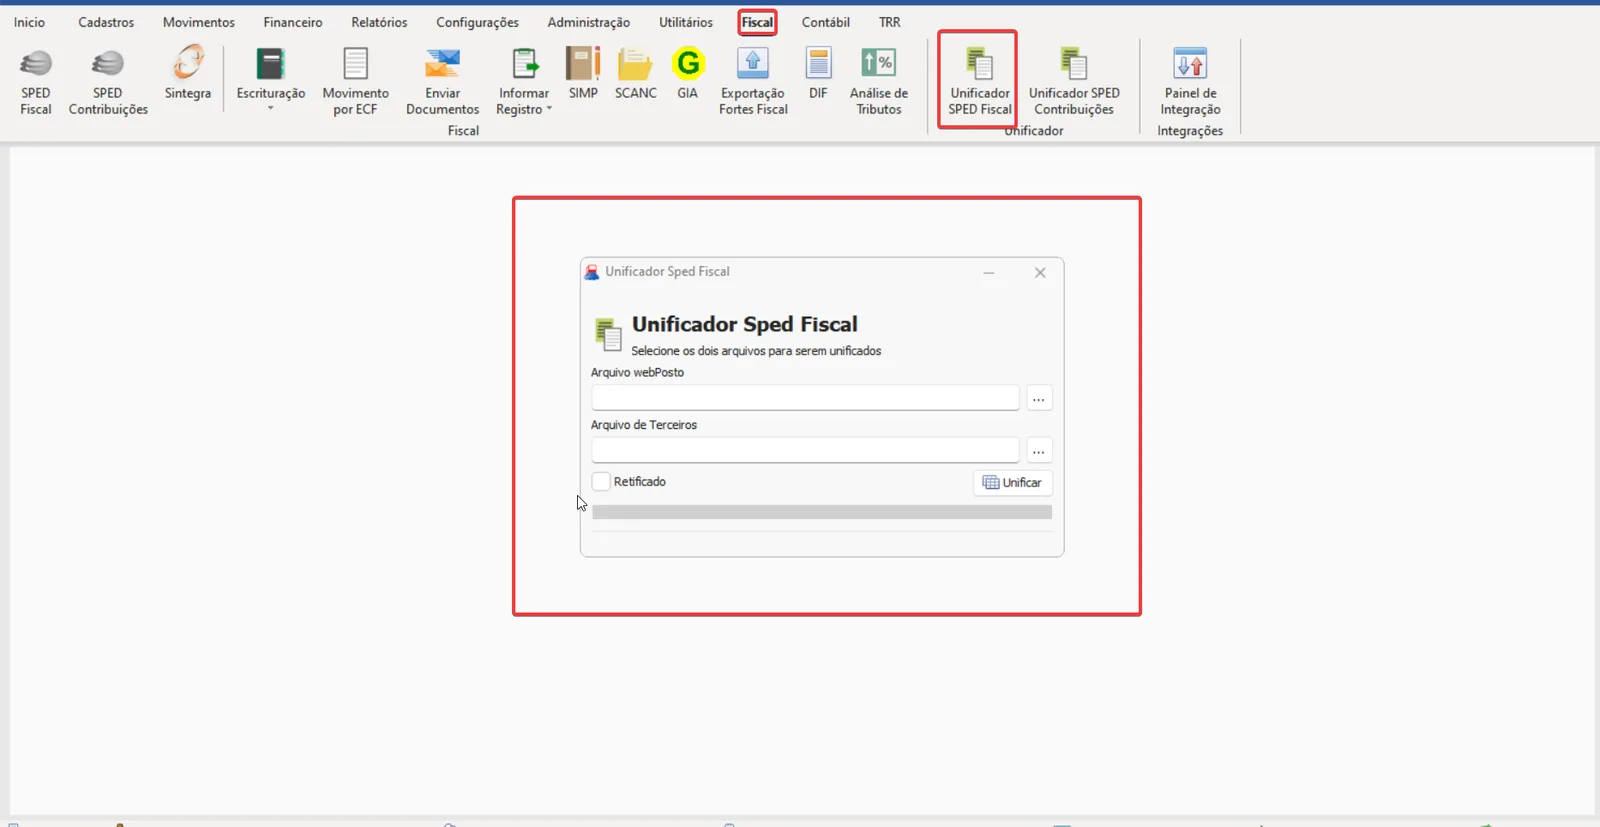 Inicio Cadastros Movimentos Financeiro Relatórios Configurações Administração Utilitários Fiscal Contábil TRR
SPED Fiscal
SPED Contribuições
Sintegra
Escrituração
Movimento por ECF
Enviar Documentos
Informar Registro
SIMP
SCANC
G
GIA
Exportação Fortes Fiscal
DIF
%
Análise de Tributos
Fiscal
Unificador SPED Fiscal
Unificador SPED Contribuições
Unificador
Painel de Integração
Integrações
Unificador Sped Fiscal
Unificador Sped Fiscal
Selecione os dois arquivos para serem unificados
Arquivo webPosto
...
Arquivo de Terceiros
...
Retificado
Unificar